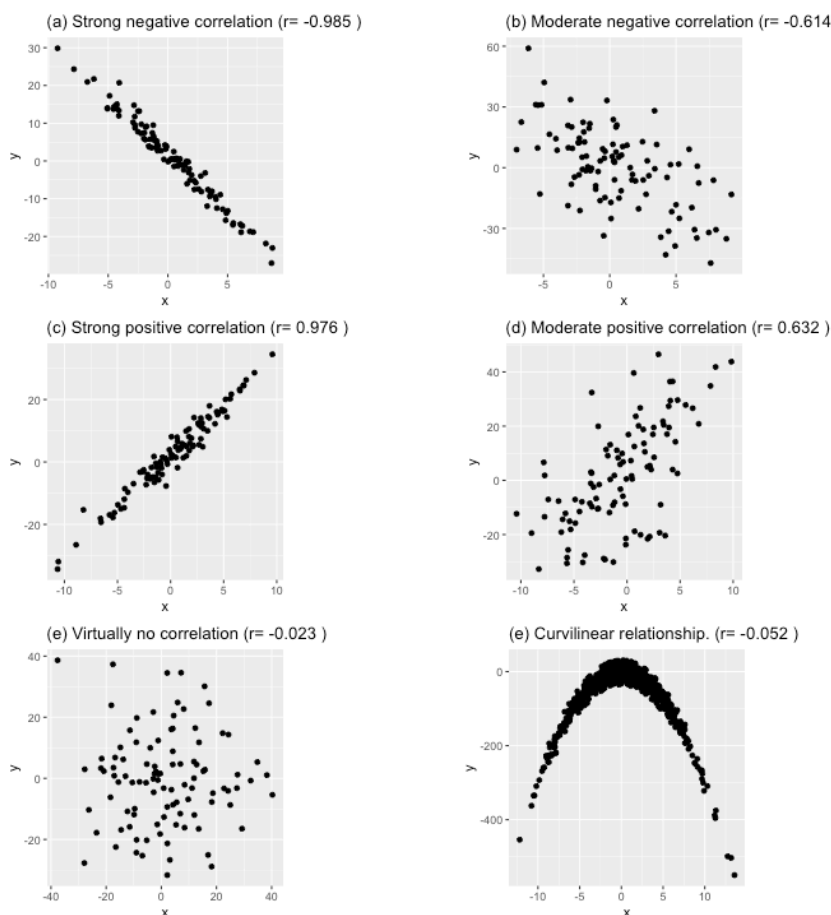 (a) Strong negative correlation (r= -0.985 )
30
20
10
0
-10
-20
y
-10 -5 0 5
x
(b) Moderate negative correlation (r= -0.614
60
30
0
-30
y
-5 0 5
x
(c) Strong positive correlation (r= 0.976 )
20
0
-20
y
-10 -5 0 5 10
x
(d) Moderate positive correlation (r= 0.632 )
40
20
0
-20
y
-10 -5 0 5 10
x
(e) Virtually no correlation (r= -0.023 )
40
20
0
-20
y
-40 -20 0 20 40
x
(e) Curvilinear relationship. (r= -0.052 )
0
-200
-400
y
-10 -5 0 5 10
x